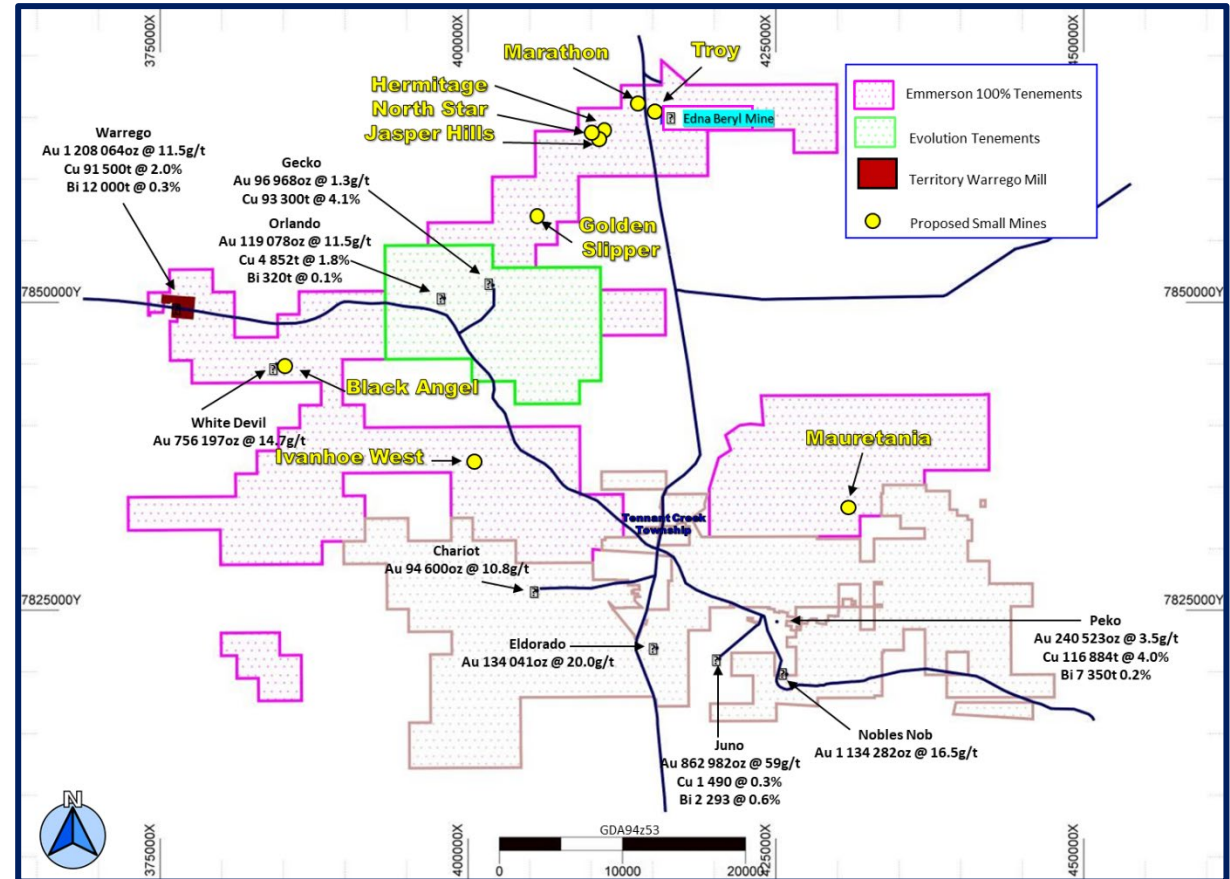 375000X
400000X
425000X
450000X
Marathon
Troy
Hermitage
North Star
Jasper Hills
Edna Beryl Mine
Emmerson 100% Tenements
Evolution Tenements
Territory Warrego Mill
Proposed Small Mines
Warrego
Au 1 208 064oz @ 11.5g/t
Cu 91 500t @ 2.0%
Bi 12 000t @ 0.3%
Gecko
Au 96 968oz @ 1.3g/t
Cu 93 300t @ 4.1%
Orlando
Au 119 078oz @ 11.5g/t
Cu 4 852t @ 1.8%
Bi 320t @ 0.1%
Golden
Slipper
7850000Y
7850000Y
Black Angel
White Devil
Au 756 197oz @ 14.7g/t
Ivanhoe West
Mauretania
Tennant Creek
Township
Chariot
Au 94 600oz @ 10.8g/t
7825000Y
7825000Y
Eldorado
Au 134 041oz @ 20.0g/t
Peko
Au 240 523oz @ 3.5g/t
Cu 116 884t @ 4.0%
Bi 7 350t 0.2%
Juno
Au 862 982oz @ 59g/t
Cu 1 490 @ 0.3%
Bi 2 293 @ 0.6%
Nobles Nob
Au 1 134 282oz @ 16.5g/t
N
GDA94z53
0
10000
20000
375000X
400000X
425000X
450000X